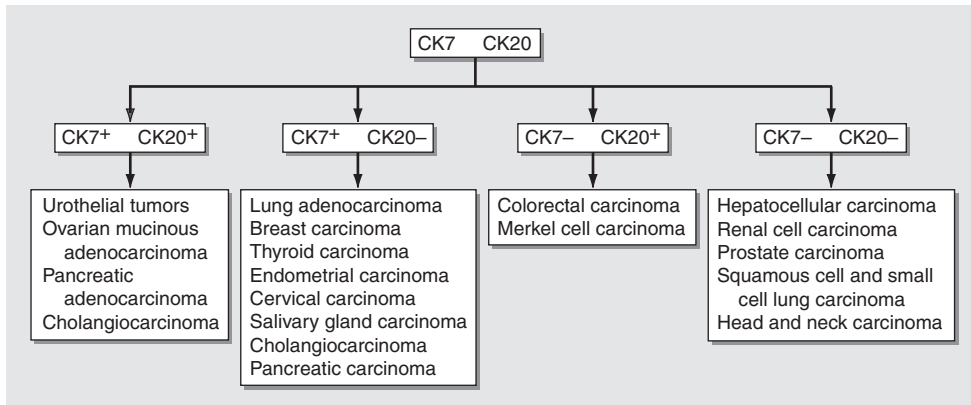 CK7 CK20
CK7+ CK20+
CK7+ CK20–
CK7– CK20+
CK7– CK20–
Urothelial tumors
Ovarian mucinous
adenocarcinoma
Pancreatic
adenocarcinoma
Cholangiocarcinoma
Lung adenocarcinoma
Breast carcinoma
Thyroid carcinoma
Endometrial carcinoma
Cervical carcinoma
Salivary gland carcinoma
Cholangiocarcinoma
Pancreatic carcinoma
Colorectal carcinoma
Merkel cell carcinoma
Hepatocellular carcinoma
Renal cell carcinoma
Prostate carcinoma
Squamous cell and small
cell lung carcinoma
Head and neck carcinoma